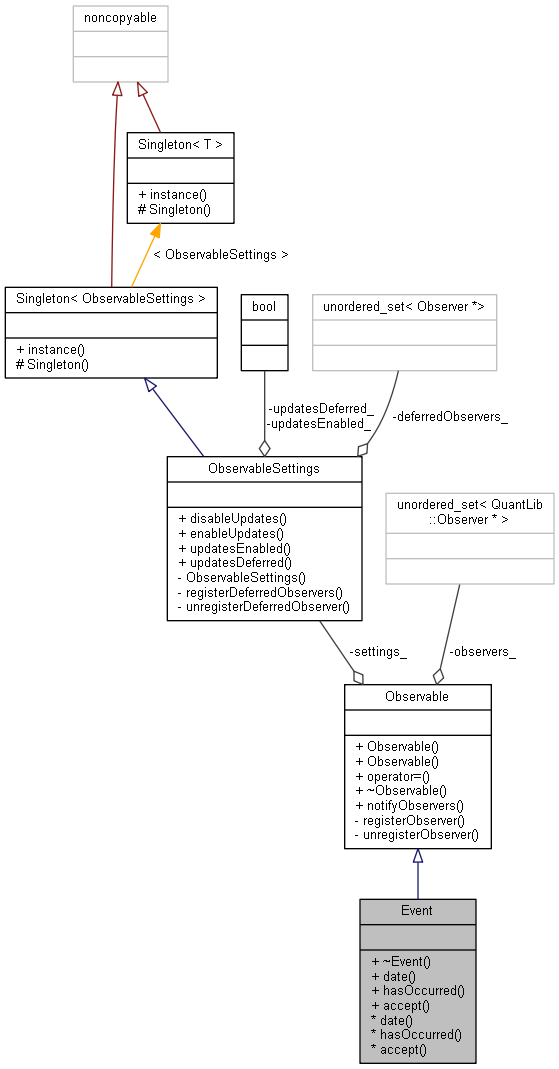 noncopyable
Singleton< T >
+ instance()
# Singleton()
< ObservableSettings >
Singleton< ObservableSettings >
+ instance()
# Singleton()
bool
unordered_set< Observer *>
-updatesDeferred_
-updatesEnabled_
-deferredObservers_
ObservableSettings
+ disableUpdates()
+ enableUpdates()
+ updatesEnabled()
+ updatesDeferred()
- ObservableSettings()
- registerDeferredObservers()
- unregisterDeferredObserver()
unordered_set< QuantLib
::Observer * >
-settings_
-observers_
Observable
+ Observable()
+ Observable()
+ operator=()
+ ~Observable()
+ notifyObservers()
- registerObserver()
- unregisterObserver()
Event
+ ~Event()
+ date()
+ hasOccurred()
+ accept()
* date()
* hasOccurred()
* accept()